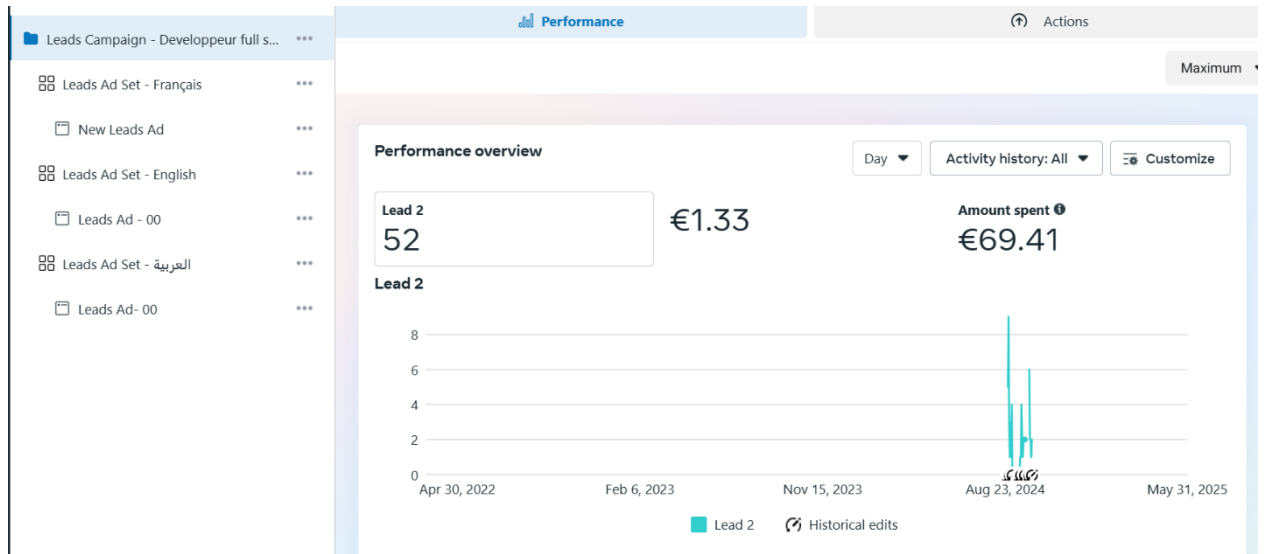 Performance
Actions
Leads Campaign - Developpeur full s...
Leads Ad Set - Français
New Leads Ad
Leads Ad Set - English
Leads Ad - 00
Leads Ad Set - العربية
Leads Ad- 00
Maximum
Performance overview
Day
Activity history: All
Customize
Lead 2
52
€1.33
Amount spent
€69.41
Lead 2
8
6
4
2
0
Apr 30, 2022
Feb 6, 2023
Nov 15, 2023
Aug 23, 2024
May 31, 2025
Lead 2
Historical edits